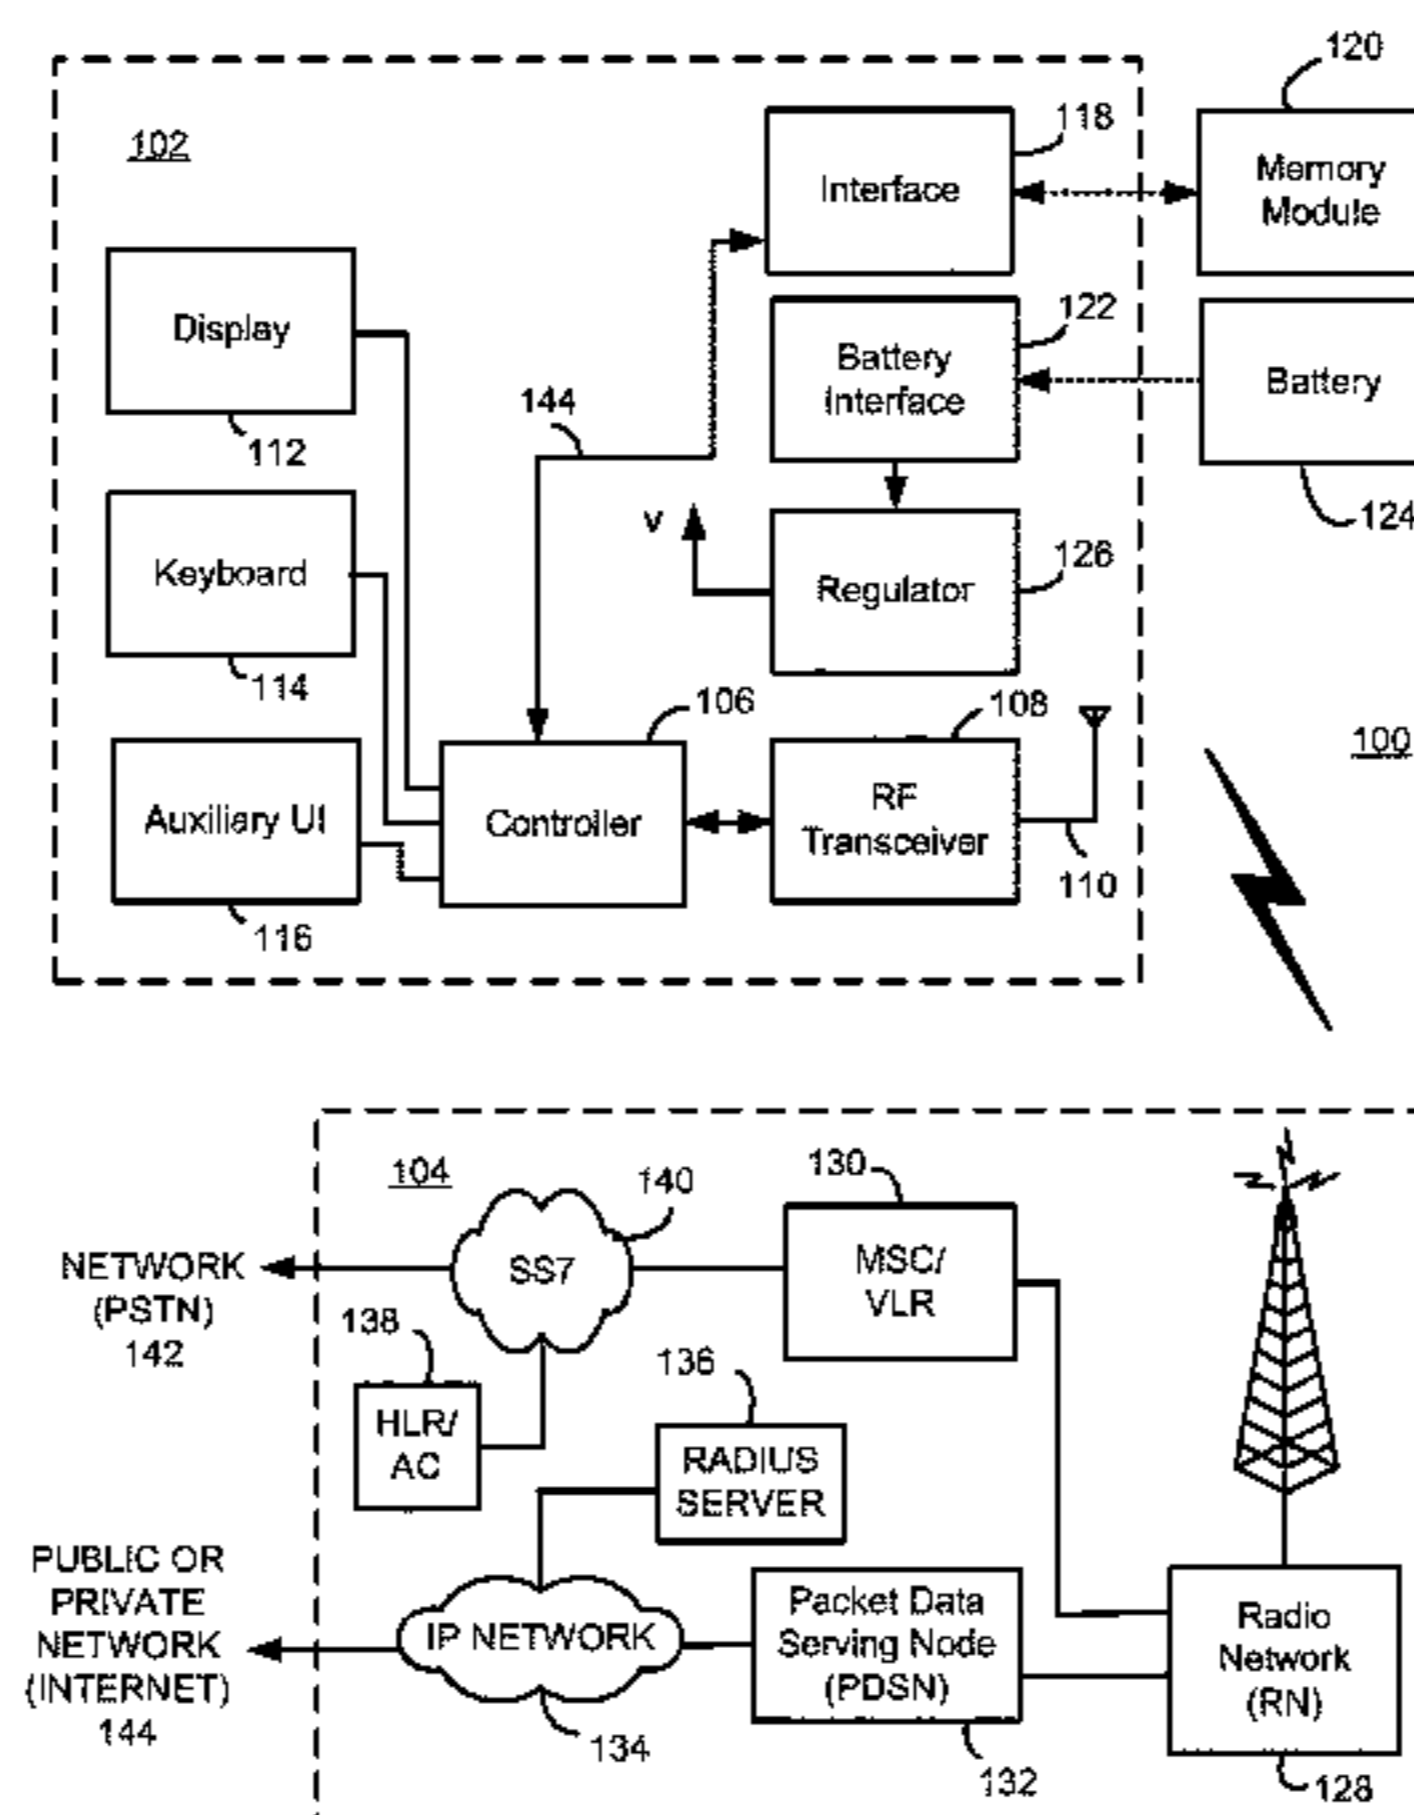 120
102
118
Interface
Memory
Module
Display
122
Battery
Interface
Battery
112
144
124
V
Keyboard
126
Regulator
114
106
108
100
Auxiliary UI
Controller
RF
Transceiver
110
116
104
140
130
NETWORK
(PSTN)
142
SS7
MSC/
VLR
138
136
HLR/
AC
RADIUS
SERVER
PUBLIC OR
PRIVATE
NETWORK
(INTERNET)
144
IP NETWORK
Packet Data
Serving Node
(PDSN)
Radio
Network
(RN)
134
132
128